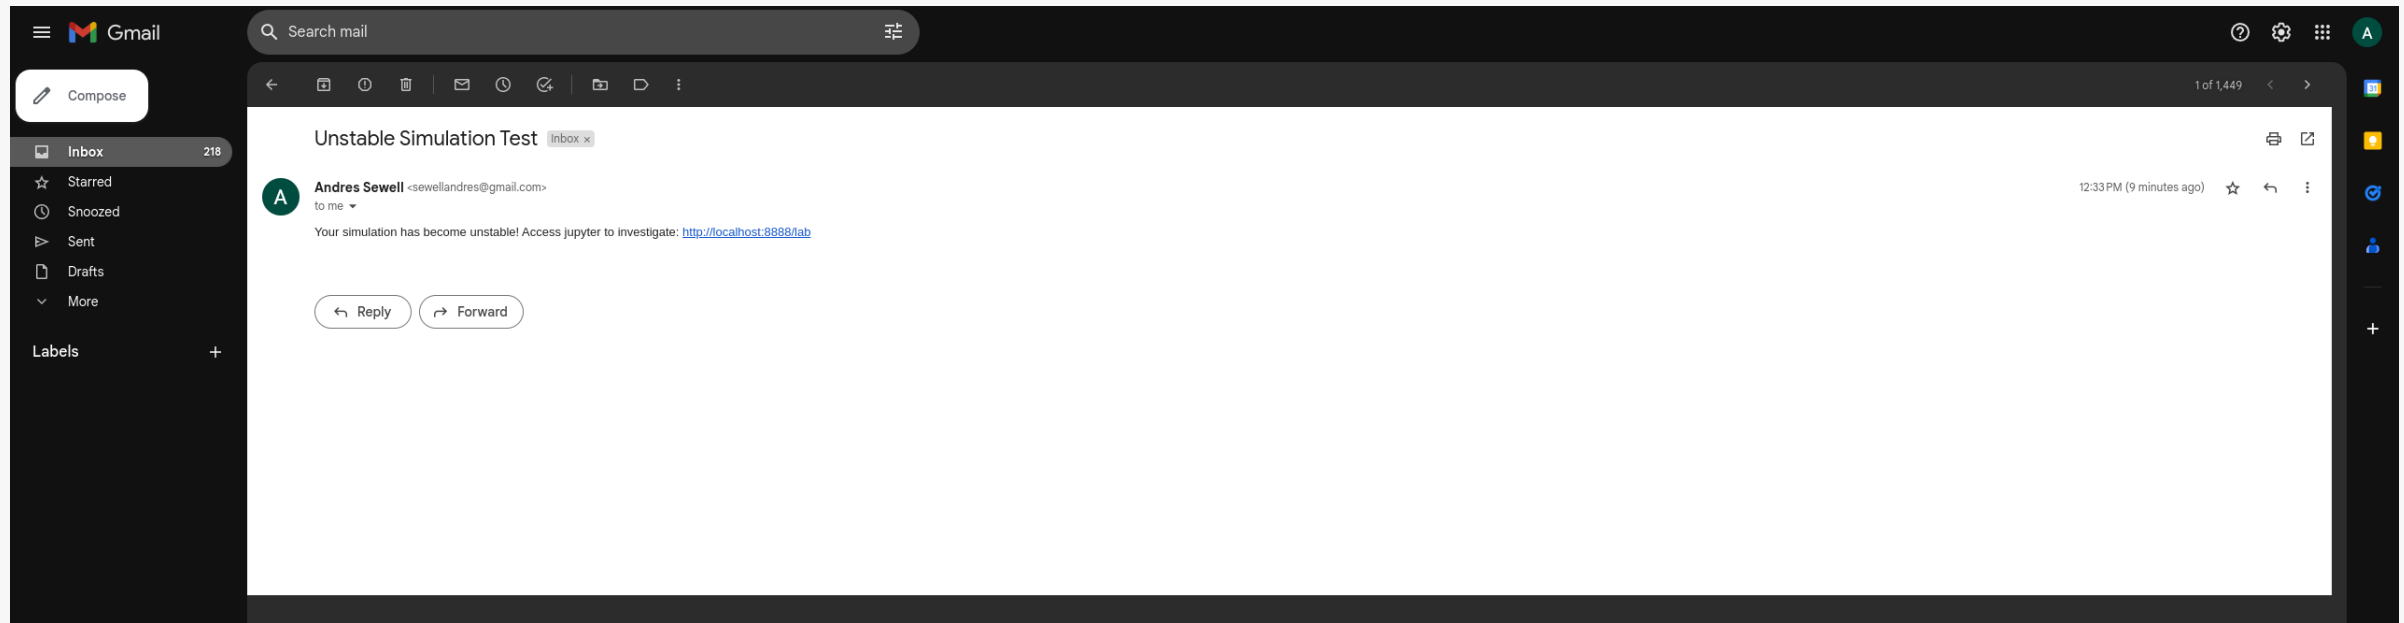 Gmail
Search mail
A
Compose
1 of 1,449
31
Inbox 218
Starred
Snoozed
Sent
Drafts
More
Labels
Unstable Simulation Test Inbox ×
A
Andres Sewell <sewellandres@gmail.com>
12:33 PM (9 minutes ago)
to me
Your simulation has become unstable! Access jupyter to investigate: http://localhost:8888/lab
Reply
Forward